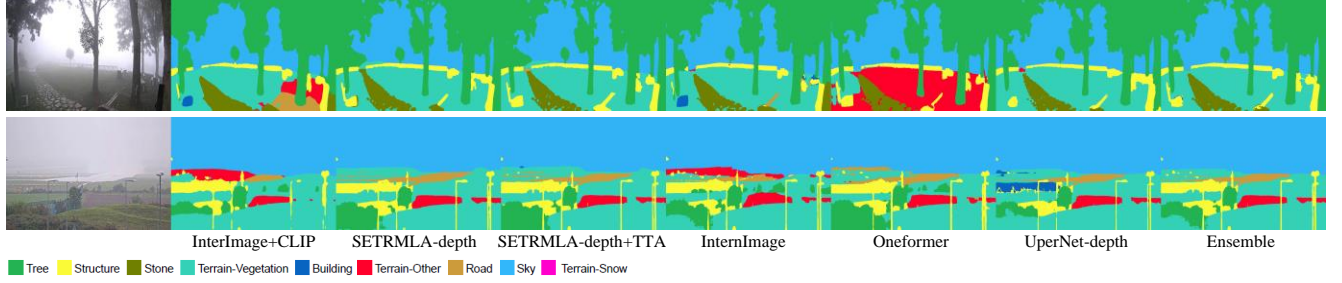 InterImage+CLIP SETRMLA-depth SETRMLA-depth+TTA InternImage Oneformer UperNet-depth Ensemble
Tree Structure Stone Terrain-Vegetation Building Terrain-Other Road Sky Terrain-Snow